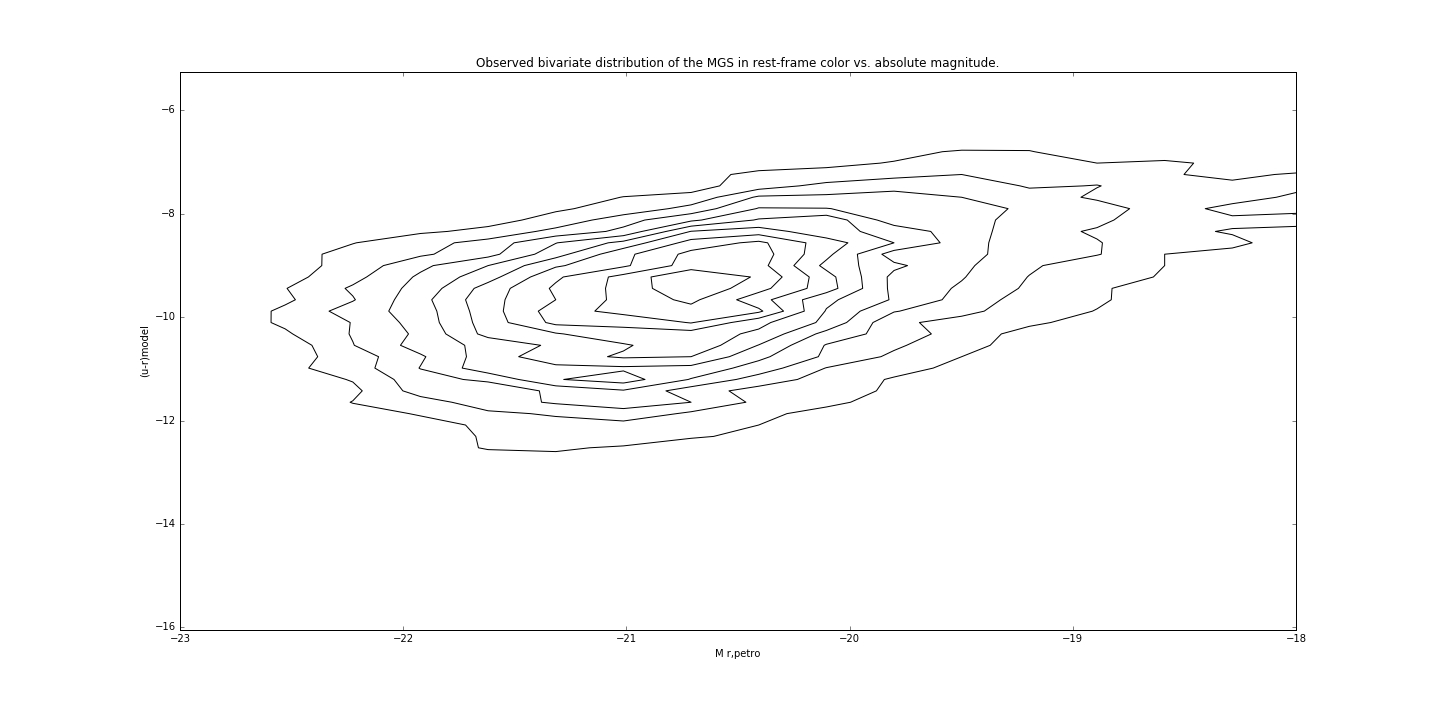 Observed bivariate distribution of the MGS in rest-frame color vs. absolute magnitude.
−6
−8
−10
−12
−14
−16
(u-r)model
−23 −22 −21 −20 −19 −18
M r,petro